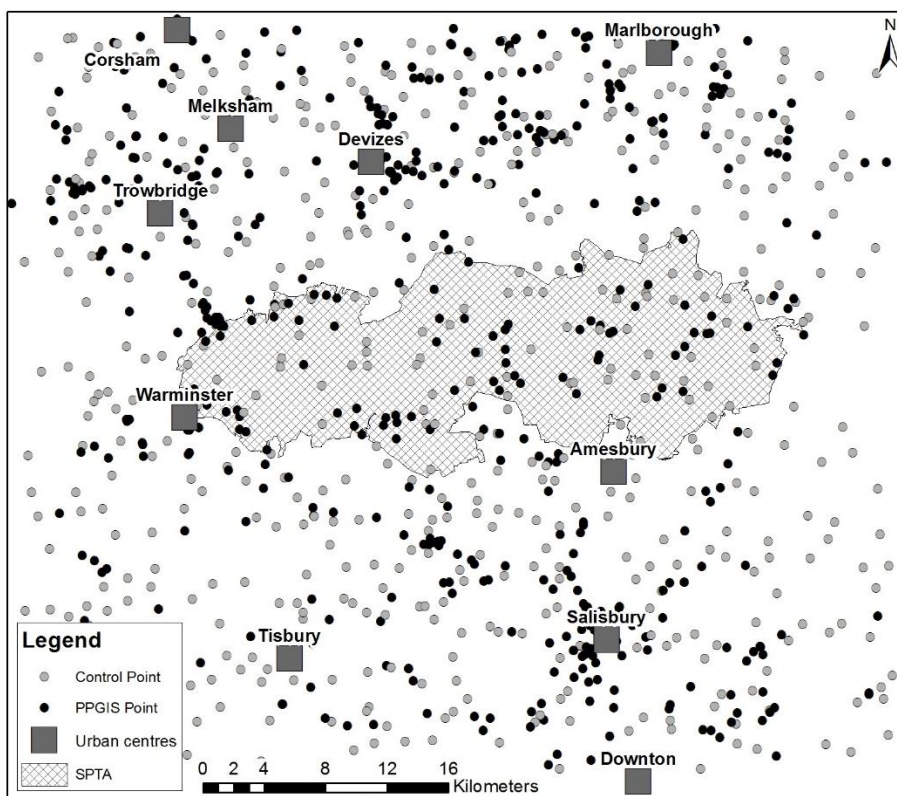 Marlborough
N
Corsham
Melksham
Devizes
Trowbridge
Warminster
Amesbury
Salisbury
Tisbury
Downton
Legend
Control Point
PPGIS Point
Urban centres
SPTA
0 2 4 8 12 16
Kilometers